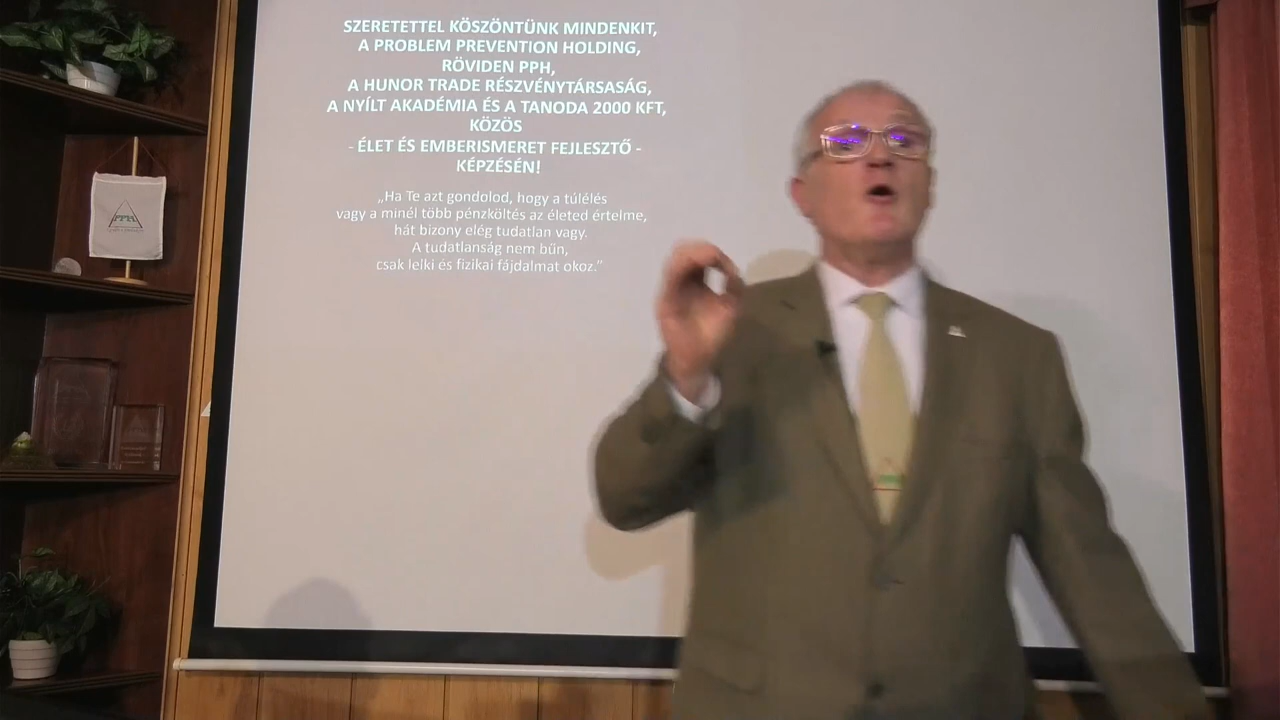 SZERETETTEL KÖSZÖNTÜNK MINDENKIT,
A PROBLEM PREVENTION HOLDING,
RÖVIDEN PPH,
A HUNOR TRADE RÉSZVÉNYTÁRSASÁG,
A NYÍLT AKADÉMIA ÉS A TANODA 2000 KFT,
KÖZÖS
- ÉLET ÉS EMBERISMERET FEJLESZTŐ -
KÉPZÉSÉN!
„Ha Te azt gondolod, hogy a túlélés
vagy a minél több pénzköltés az életed értelme,
hát bizony elég tudatlan vagy.
A tudatlanság nem bűn,
csak lelki és fizikai fájdalmat okoz.”
PPH